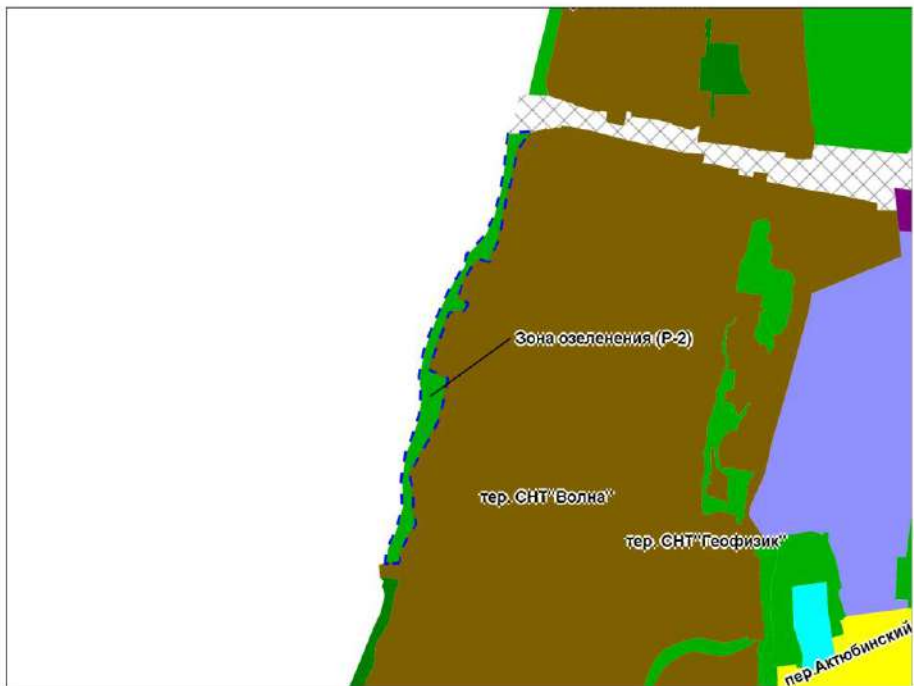 Зона озеленения (Р-2)
тер. СНТ"Волна"
тер. СНТ"Геофизик"
пер.Актюбинский